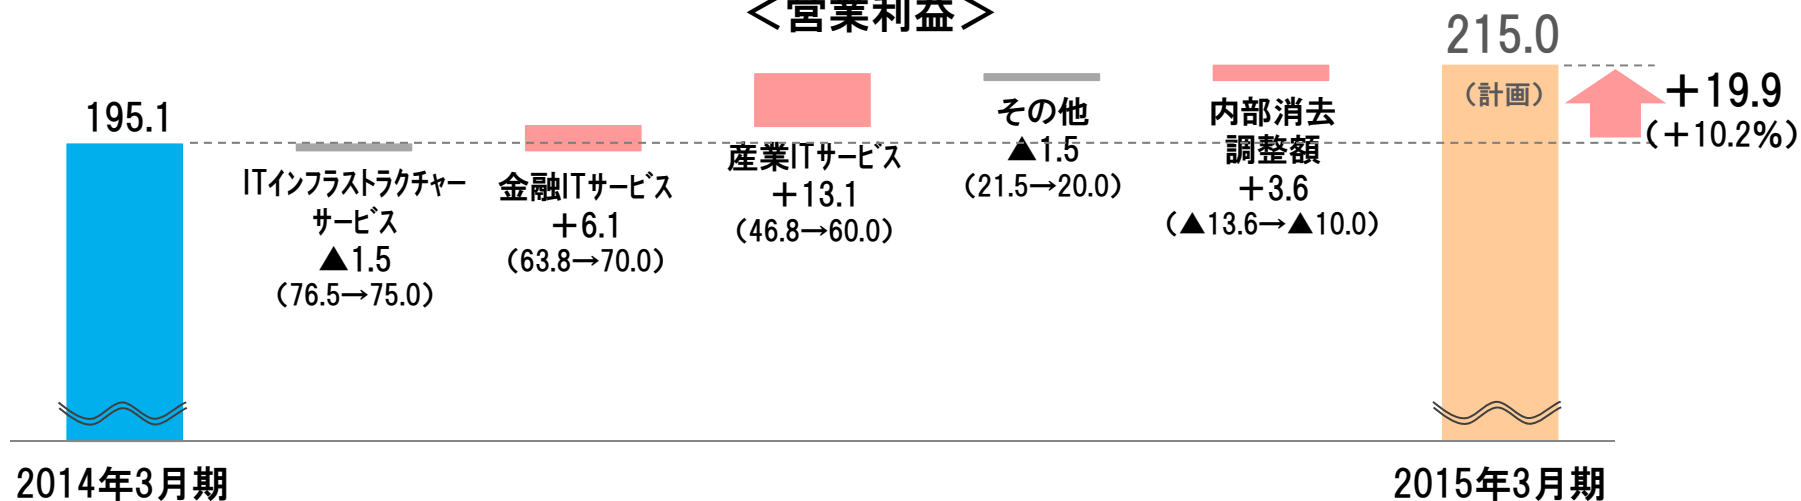 ＜営業利益＞
195.1
ITインフラストラクチャー
サービス
▲1.5
(76.5→75.0)
金融ITサービス
＋6.1
(63.8→70.0)
産業ITサービス
＋13.1
(46.8→60.0)
その他
▲1.5
(21.5→20.0)
内部消去
調整額
＋3.6
(▲13.6→▲10.0)
215.0
(計画)
＋19.9
(＋10.2%)
2014年3月期
2015年3月期